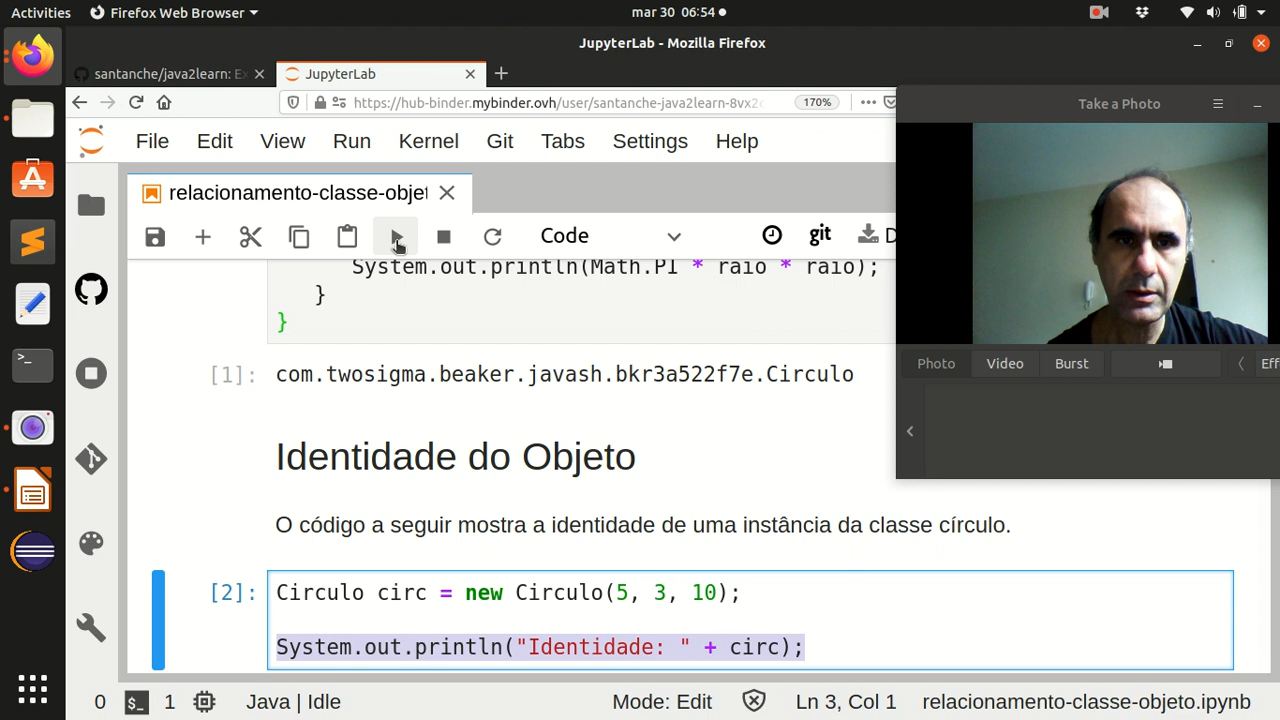 Activities
Firefox Web Browser
mar 30 06:54
JupyterLab - Mozilla Firefox
santanche/java2learn: Ex
JupyterLab
https://hub-binder.mybinder.ovh/user/santanche-java2learn-8vx2
170%
Take a Photo
File Edit View Run Kernel Git Tabs Settings Help
relacionamento-classe-objet
Code
git
D
System.out.println(Math.PI * raio * raio);
}
}
Photo Video Burst
Eff
[1]: com.twosigma.beaker.javash.bkr3a522f7e.Circulo
Identidade do Objeto
O código a seguir mostra a identidade de uma instância da classe círculo.
[2]: Circulo circ = new Circulo(5, 3, 10);
System.out.println("Identidade: " + circ);
0 $_ 1 Java | Idle Mode: Edit Ln 3, Col 1 relacionamento-classe-objeto.ipynb